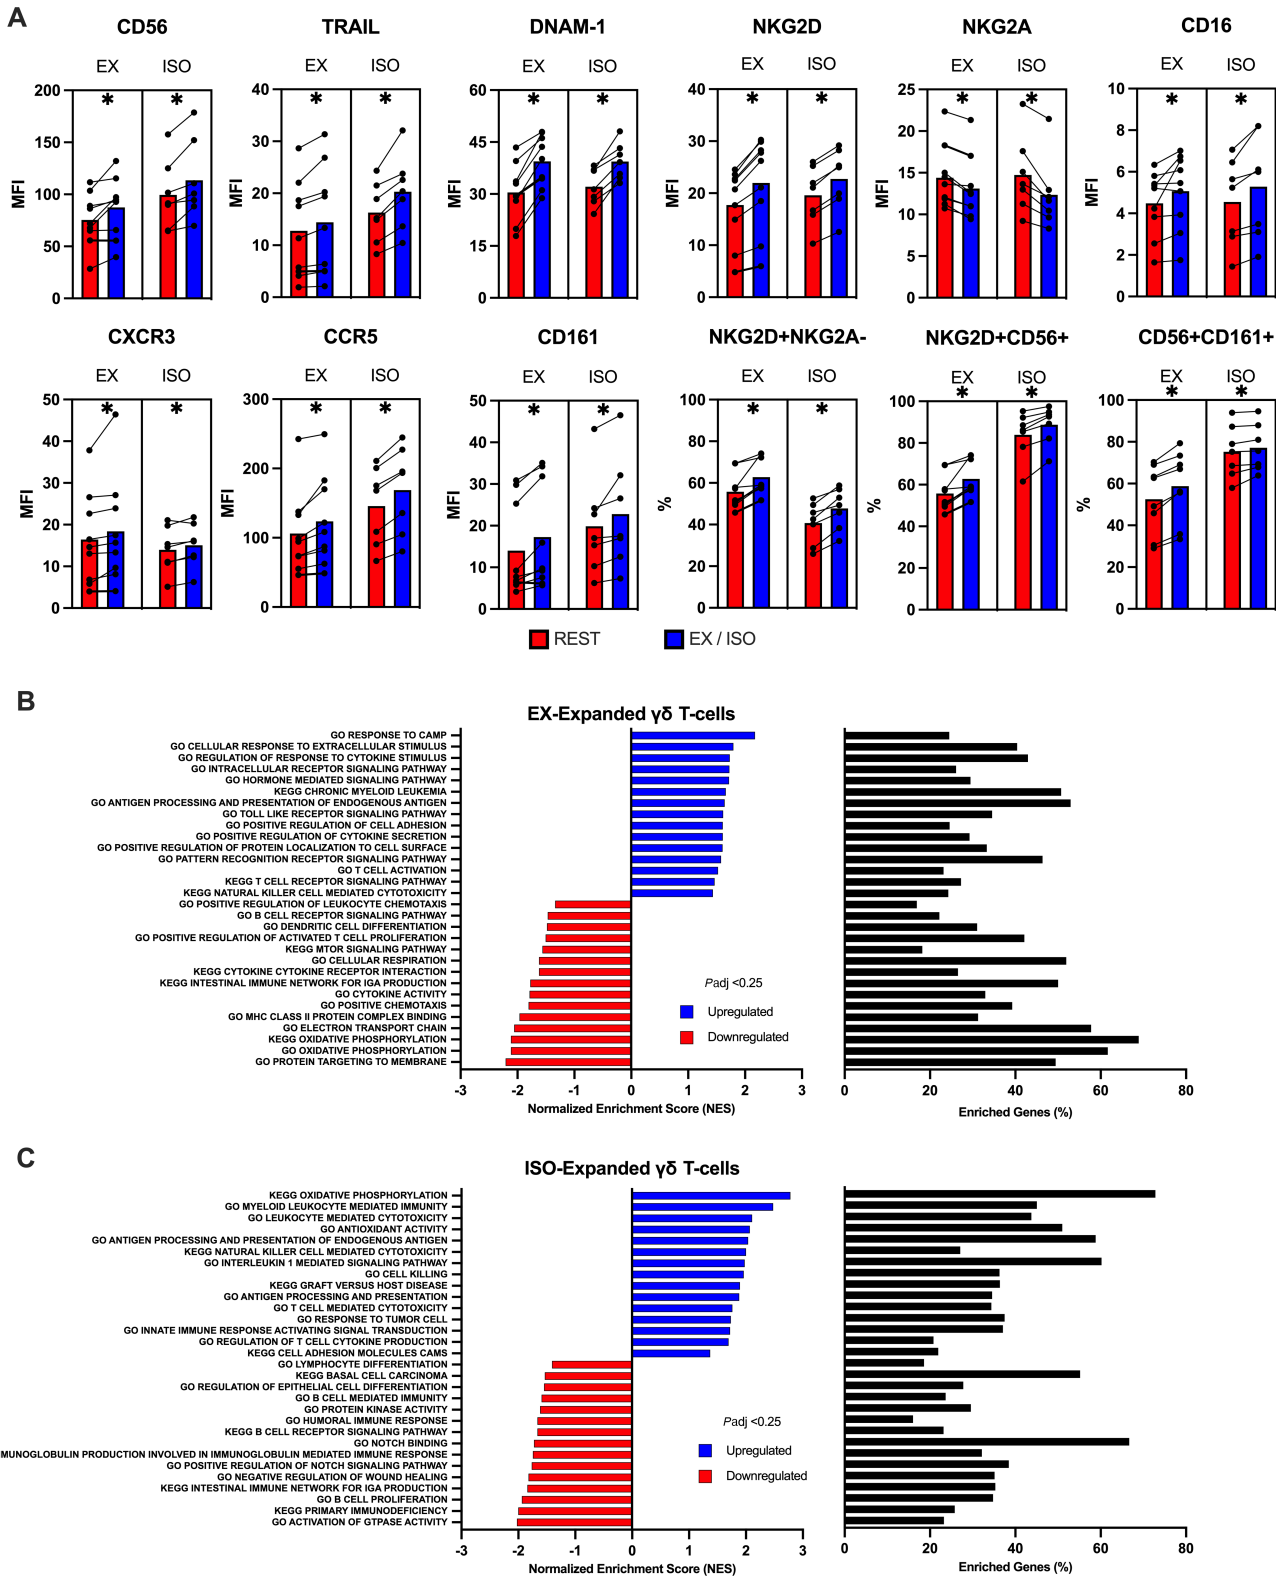 A
CD56
TRAIL
DNAM-1
NKG2D
NKG2A
CD16
EX ISO
EX ISO
EX ISO
EX ISO
EX ISO
EX ISO
MFI
200
150
100
50
0
* *
MFI
40
30
20
10
0
* *
MFI
60
45
30
15
0
* *
MFI
40
30
20
10
0
* *
MFI
25
20
15
10
5
0
* *
MFI
10
8
6
4
2
0
* *
CXCR3
CCR5
CD161
NKG2D+NKG2A-
NKG2D+CD56+
CD56+CD161+
EX ISO
EX ISO
EX ISO
EX ISO
EX ISO
EX ISO
MFI
50
40
30
20
10
0
* *
MFI
300
200
100
0
* *
MFI
50
40
30
20
10
0
* *
%
100
80
60
40
20
0
* *
%
100
80
60
40
20
0
* *
%
100
80
60
40
20
0
* *
REST
EX / ISO
B
EX-Expanded γδ T-cells
GO RESPONSE TO CAMP
GO CELLULAR RESPONSE TO EXTRACELLULAR STIMULUS
GO REGULATION OF RESPONSE TO CYTOKINE STIMULUS
GO INTRACELLULAR RECEPTOR SIGNALING PATHWAY
GO HORMONE MEDIATED SIGNALING PATHWAY
KEGG CHRONIC MYELOID LEUKEMIA
GO ANTIGEN PROCESSING AND PRESENTATION OF ENDOGENOUS ANTIGEN
GO TOLL LIKE RECEPTOR SIGNALING PATHWAY
GO POSITIVE REGULATION OF CELL ADHESION
GO POSITIVE REGULATION OF CYTOKINE SECRETION
GO POSITIVE REGULATION OF PROTEIN LOCALIZATION TO CELL SURFACE
GO PATTERN RECOGNITION RECEPTOR SIGNALING PATHWAY
GO T CELL ACTIVATION
KEGG T CELL RECEPTOR SIGNALING PATHWAY
KEGG NATURAL KILLER CELL MEDIATED CYTOTOXICITY
GO POSITIVE REGULATION OF LEUKOCYTE CHEMOTAXIS
GO B CELL RECEPTOR SIGNALING PATHWAY
GO DENDRITIC CELL DIFFERENTIATION
GO POSITIVE REGULATION OF ACTIVATED T CELL PROLIFERATION
KEGG MTOR SIGNALING PATHWAY
GO CELLULAR RESPIRATION
KEGG CYTOKINE CYTOKINE RECEPTOR INTERACTION
KEGG INTESTINAL IMMUNE NETWORK FOR IGA PRODUCTION
GO CYTOKINE ACTIVITY
GO POSITIVE CHEMOTAXIS
GO MHC CLASS II PROTEIN COMPLEX BINDING
GO ELECTRON TRANSPORT CHAIN
KEGG OXIDATIVE PHOSPHORYLATION
GO OXIDATIVE PHOSPHORYLATION
GO PROTEIN TARGETING TO MEMBRANE
Padj <0.25
Upregulated
Downregulated
-3 -2 -1 0 1 2 3
Normalized Enrichment Score (NES)
0 20 40 60 80
Enriched Genes (%)
C
ISO-Expanded γδ T-cells
KEGG OXIDATIVE PHOSPHORYLATION
GO MYELOID LEUKOCYTE MEDIATED IMMUNITY
GO LEUKOCYTE MEDIATED CYTOTOXICITY
GO ANTIOXIDANT ACTIVITY
GO ANTIGEN PROCESSING AND PRESENTATION OF ENDOGENOUS ANTIGEN
KEGG NATURAL KILLER CELL MEDIATED CYTOTOXICITY
GO INTERLEUKIN 1 MEDIATED SIGNALING PATHWAY
GO CELL KILLING
KEGG GRAFT VERSUS HOST DISEASE
GO ANTIGEN PROCESSING AND PRESENTATION
GO T CELL MEDIATED CYTOTOXICITY
GO RESPONSE TO TUMOR CELL
GO INNATE IMMUNE RESPONSE ACTIVATING SIGNAL TRANSDUCTION
GO REGULATION OF T CELL CYTOKINE PRODUCTION
KEGG CELL ADHESION MOLECULES CAMS
GO LYMPHOCYTE DIFFERENTIATION
KEGG BASAL CELL CARCINOMA
GO REGULATION OF EPITHELIAL CELL DIFFERENTIATION
GO B CELL MEDIATED IMMUNITY
GO PROTEIN KINASE ACTIVITY
GO HUMORAL IMMUNE RESPONSE
KEGG B CELL RECEPTOR SIGNALING PATHWAY
GO NOTCH BINDING
MUNOGLOBULIN PRODUCTION INVOLVED IN IMMUNOGLOBULIN MEDIATED IMMUNE RESPONSE
GO POSITIVE REGULATION OF NOTCH SIGNALING PATHWAY
GO NEGATIVE REGULATION OF WOUND HEALING
KEGG INTESTINAL IMMUNE NETWORK FOR IGA PRODUCTION
GO B CELL PROLIFERATION
KEGG PRIMARY IMMUNODEFICIENCY
GO ACTIVATION OF GTPASE ACTIVITY
Padj <0.25
Upregulated
Downregulated
-3 -2 -1 0 1 2 3
Normalized Enrichment Score (NES)
0 20 40 60 80
Enriched Genes (%)